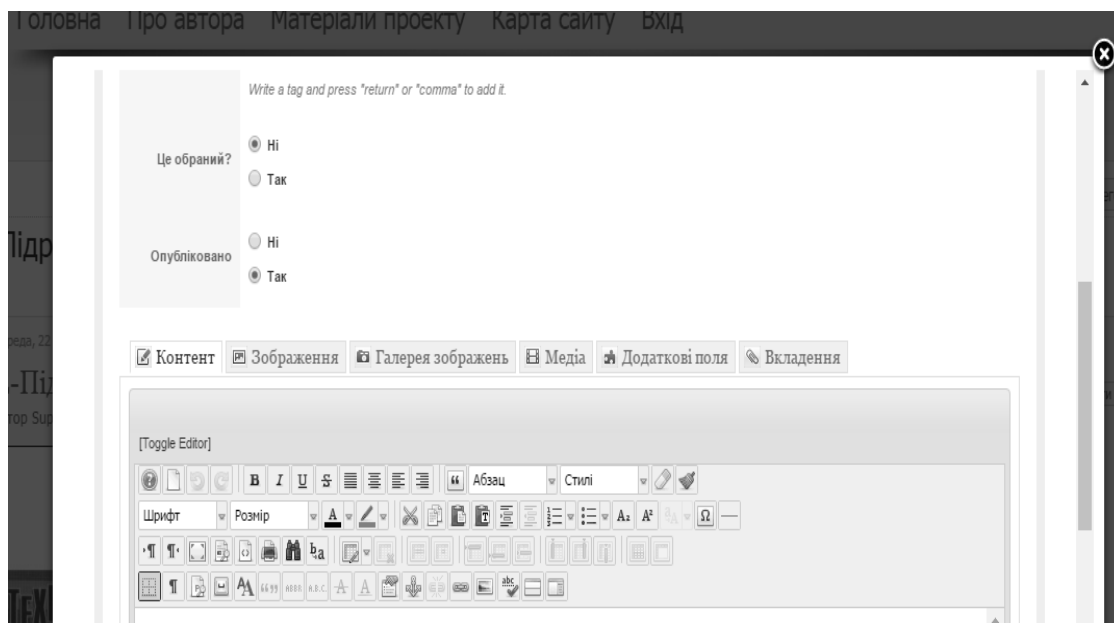 Головна Про автора Матеріали проекту Карта сайту Вхід
Write a tag and press "return" or "comma" to add it.
Це обраний?
Ні
Так
Опубліковано
Ні
Так
Контент Зображення Галерея зображень Медіа Додаткові поля Вкладення
[Toggle Editor]
B I U S Абзац Стилі
Шрифт Розмір